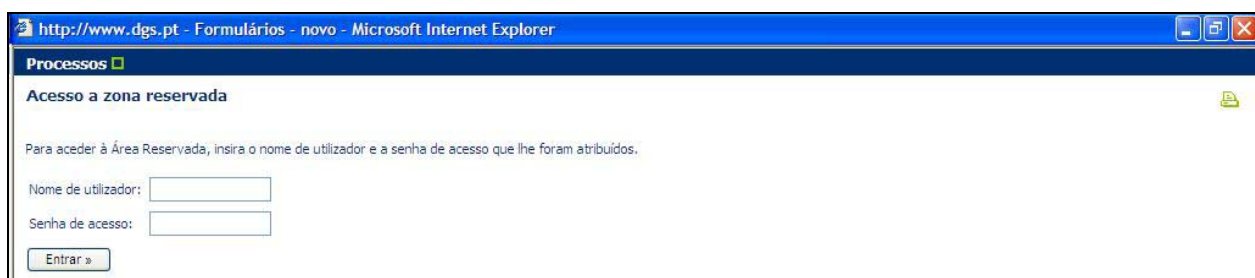 http://www.dgs.pt - Formulários - novo - Microsoft Internet Explorer
Processos
Acesso a zona reservada
Para aceder à Área Reservada, insira o nome de utilizador e a senha de acesso que lhe foram atribuídos.
Nome de utilizador:
Senha de acesso:
Entrar »